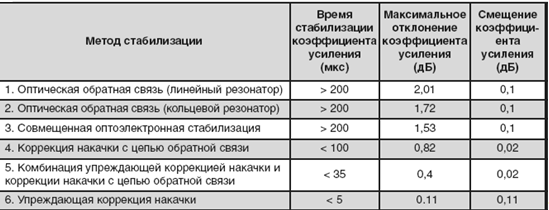 Метод стабилизации
Время
стабилизации
коэффициента
усиления
(мкс)
Максимальное
отклонение
коэффициента
усиления
(дБ)
Смещение
коэффици-
ента
усиления
(дБ)
1. Оптическая обратная связь (линейный резонатор) > 200 2,01 0,1
2. Оптическая обратная связь (кольцевой резонатор) > 200 1,72 0,1
3. Совмещенная оптоэлектронная стабилизация > 200 1,53 0,1
4. Коррекция накачки с цепью обратной связи < 100 0,82 0,02
5. Комбинация упреждающей коррекцией накачки и
коррекции накачки с цепью обратной связи < 35 0,4 0,02
6. Упреждающая коррекция накачки < 5 0.11 0,11